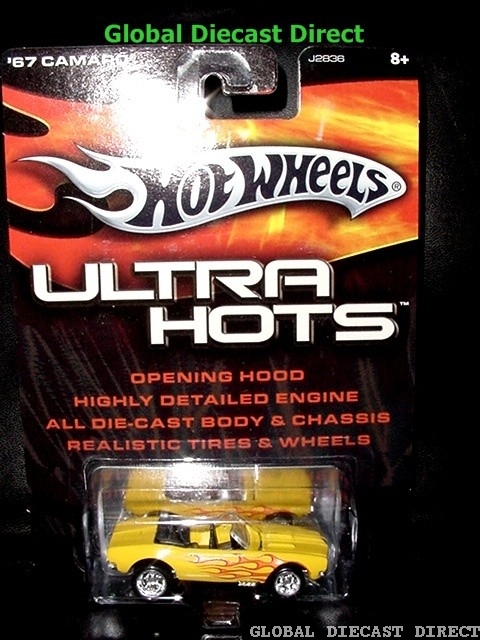 Global Diecast Direct
'67 CAMARO J2836 8+
HOT WHEELS®
ULTRA
HOTS™
OPENING HOOD
HIGHLY DETAILED ENGINE
ALL DIE-CAST BODY & CHASSIS
REALISTIC TIRES & WHEELS
GLOBAL DIECAST DIRECT